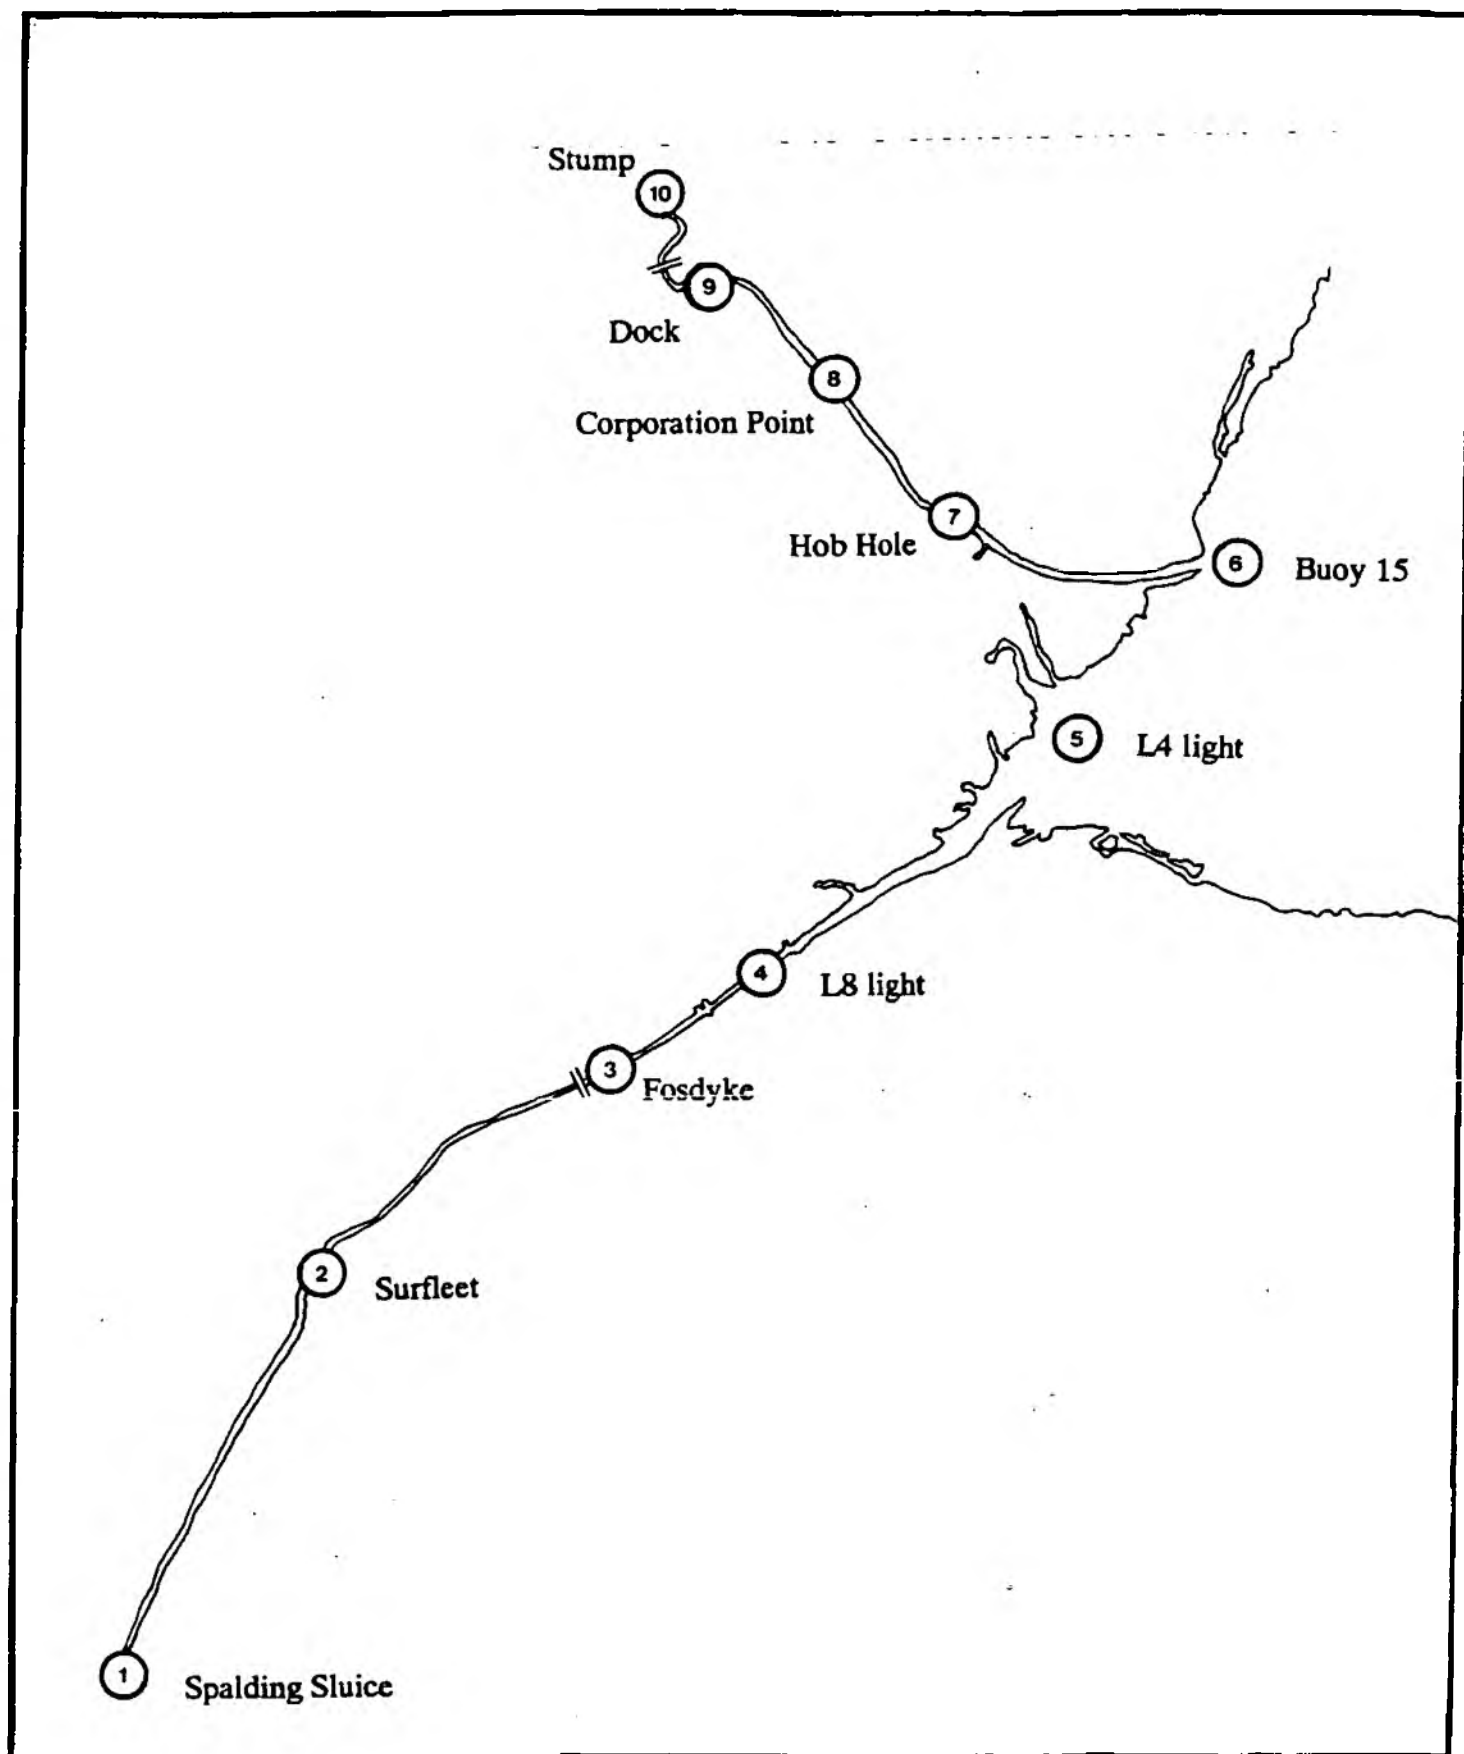 Stump
10
9
Dock
8
Corporation Point
7
Hob Hole
6
Buoy 15
5
L4 light
4
L8 light
3
Fosdyke
2
Surfleet
1
Spalding Sluice